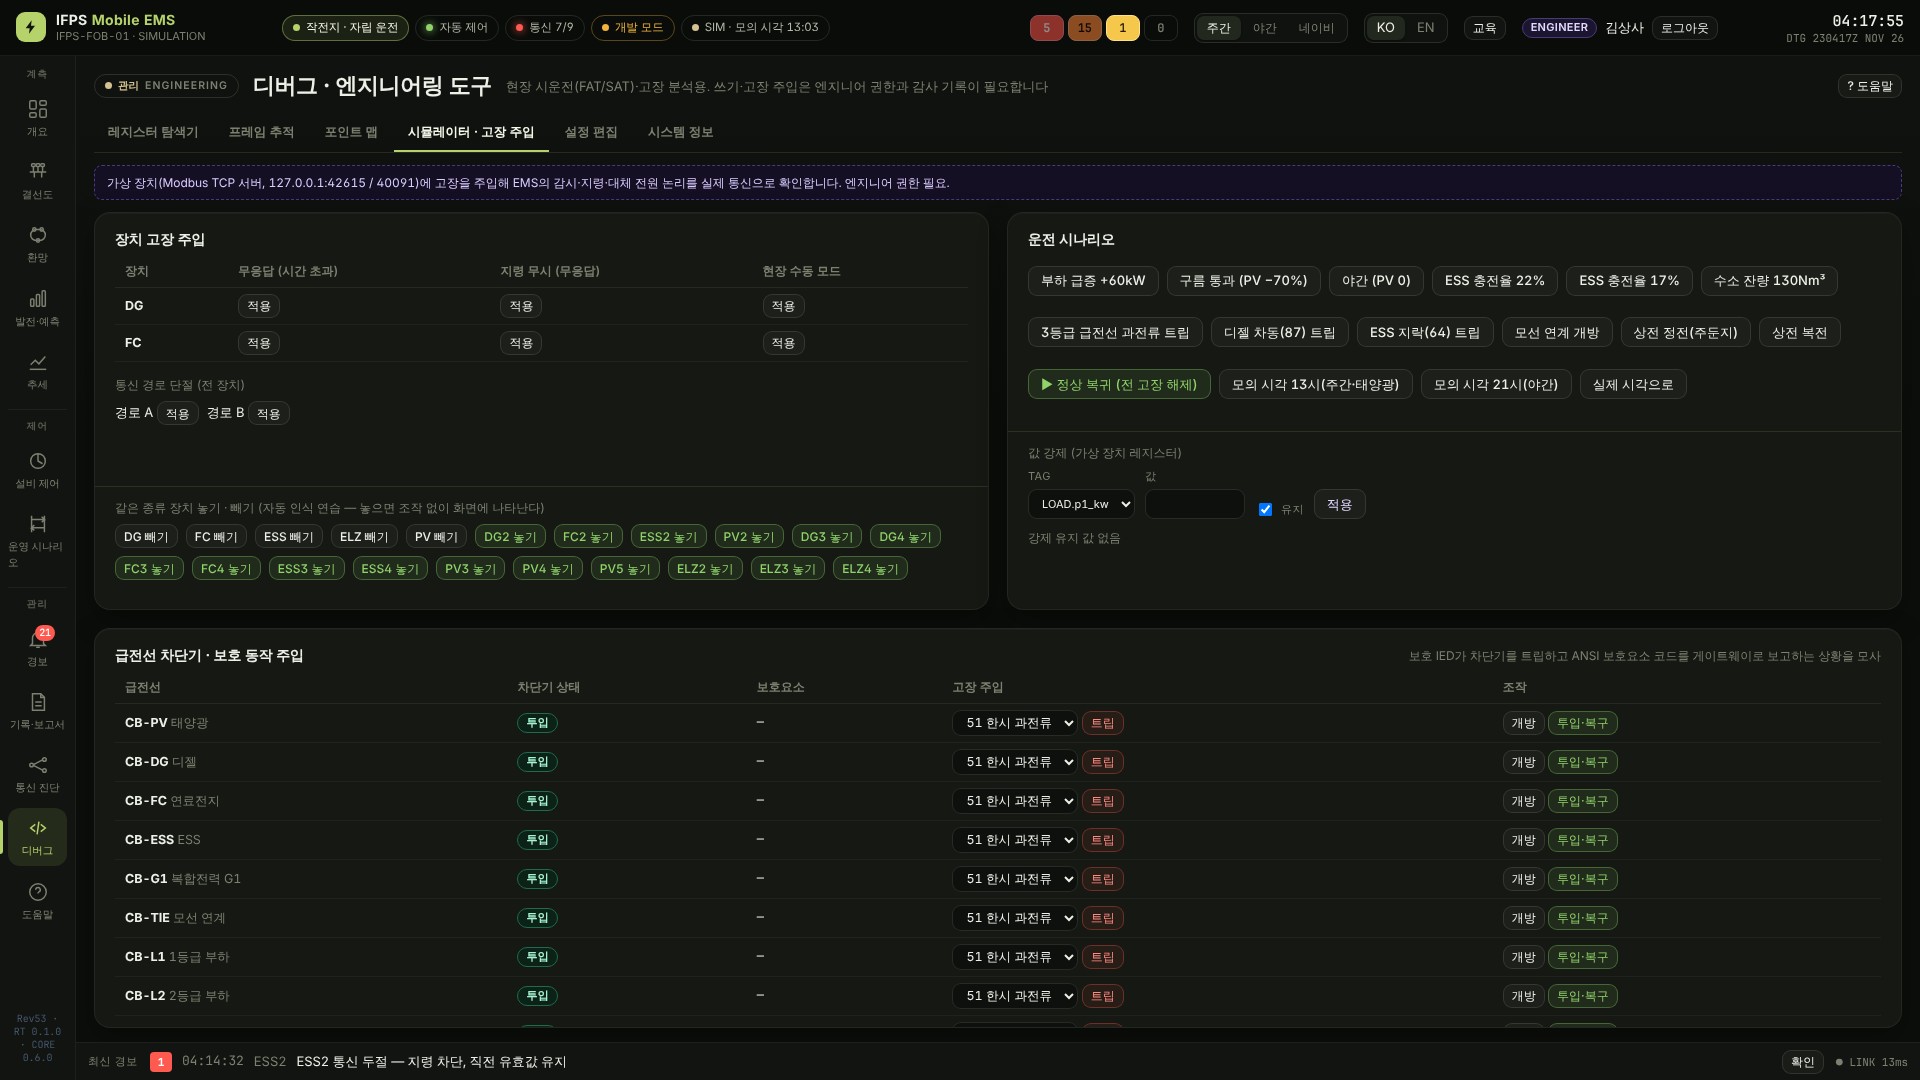 IFPS Mobile EMS
IFPS-FOB-01 · SIMULATION
작전지 · 자립 운전
자동 제어
통신 7/9
개발 모드
SIM · 모의 시각 13:03
5 15 1 0
주간 야간 네이비
KO EN
교육
ENGINEER 김상사 로그아웃
04:17:55
DTG 230417Z NOV 26
계측
개요
결선도
환망
발전·예측
추세
제어
설비 제어
운영 시나리
오
관리
21
경보
기록·보고서
통신 진단
디버그
도움말
Rev53 ·
RT 0.1.0
· CORE
0.6.0
관리 ENGINEERING
디버그 · 엔지니어링 도구
현장 시운전(FAT/SAT)·고장 분석용. 쓰기·고장 주입은 엔지니어 권한과 감사 기록이 필요합니다
? 도움말
레지스터 탐색기 프레임 추적 포인트 맵 시뮬레이터 · 고장 주입 설정 편집 시스템 정보
가상 장치(Modbus TCP 서버, 127.0.0.1:42615 / 40091)에 고장을 주입해 EMS의 감시·지령·대체 전원 논리를 실제 통신으로 확인합니다. 엔지니어 권한 필요.
장치 고장 주입
장치 무응답 (시간 초과) 지령 무시 (무응답) 현장 수동 모드
DG 적용 적용 적용
FC 적용 적용 적용
통신 경로 단절 (전 장치)
경로 A 적용 경로 B 적용
같은 종류 장치 놓기 · 빼기 (자동 인식 연습 — 놓으면 조작 없이 화면에 나타난다)
DG 빼기 FC 빼기 ESS 빼기 ELZ 빼기 PV 빼기 DG2 놓기 FC2 놓기 ESS2 놓기 PV2 놓기 DG3 놓기 DG4 놓기
FC3 놓기 FC4 놓기 ESS3 놓기 ESS4 놓기 PV3 놓기 PV4 놓기 PV5 놓기 ELZ2 놓기 ELZ3 놓기 ELZ4 놓기
운전 시나리오
부하 급증 +60kW 구름 통과 (PV −70%) 야간 (PV 0) ESS 충전율 22% ESS 충전율 17% 수소 잔량 130Nm³
3등급 급전선 과전류 트립 디젤 차동(87) 트립 ESS 지락(64) 트립 모선 연계 개방 상전 정전(주둔지) 상전 복전
▶ 정상 복귀 (전 고장 해제) 모의 시각 13시(주간·태양광) 모의 시각 21시(야간) 실제 시각으로
값 강제 (가상 장치 레지스터)
TAG 값
LOAD.p1_kw 유지 적용
강제 유지 값 없음
급전선 차단기 · 보호 동작 주입
보호 IED가 차단기를 트립하고 ANSI 보호요소 코드를 게이트웨이로 보고하는 상황을 모사
급전선 차단기 상태 보호요소 고장 주입 조작
CB-PV 태양광 투입 — 51 한시 과전류 트립 개방 투입·복구
CB-DG 디젤 투입 — 51 한시 과전류 트립 개방 투입·복구
CB-FC 연료전지 투입 — 51 한시 과전류 트립 개방 투입·복구
CB-ESS ESS 투입 — 51 한시 과전류 트립 개방 투입·복구
CB-G1 복합전력 G1 투입 — 51 한시 과전류 트립 개방 투입·복구
CB-TIE 모선 연계 투입 — 51 한시 과전류 트립 개방 투입·복구
CB-L1 1등급 부하 투입 — 51 한시 과전류 트립 개방 투입·복구
CB-L2 2등급 부하 투입 — 51 한시 과전류 트립 개방 투입·복구
최신 경보 1 04:14:32 ESS2 ESS2 통신 두절 — 지령 차단, 직전 유효값 유지
확인 LINK 13ms